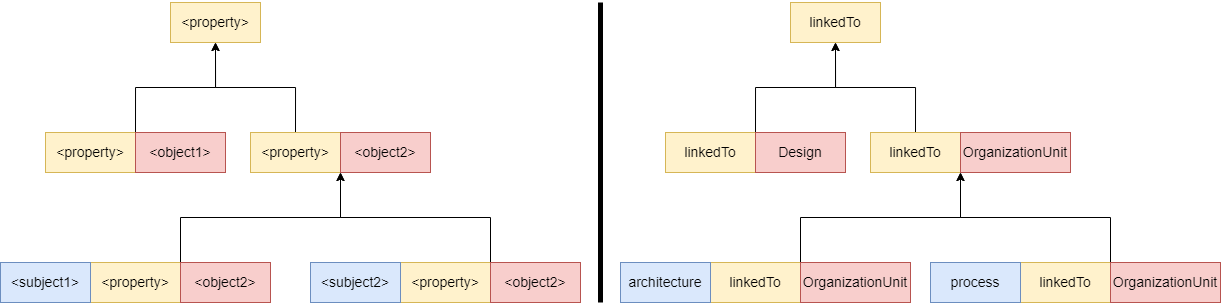 <property>
<property> <object1>
<property> <object2>
<subject1> <property> <object2>
<subject2> <property> <object2>
linkedTo
linkedTo Design
linkedTo OrganizationUnit
architecture linkedTo OrganizationUnit
process linkedTo OrganizationUnit